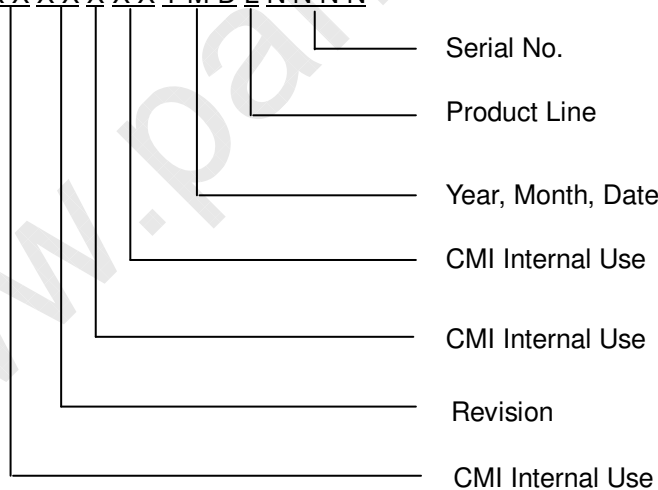 X X X X X X X Y M D L N N N N
Serial No.
Product Line
Year, Month, Date
CMI Internal Use
CMI Internal Use
Revision
CMI Internal Use